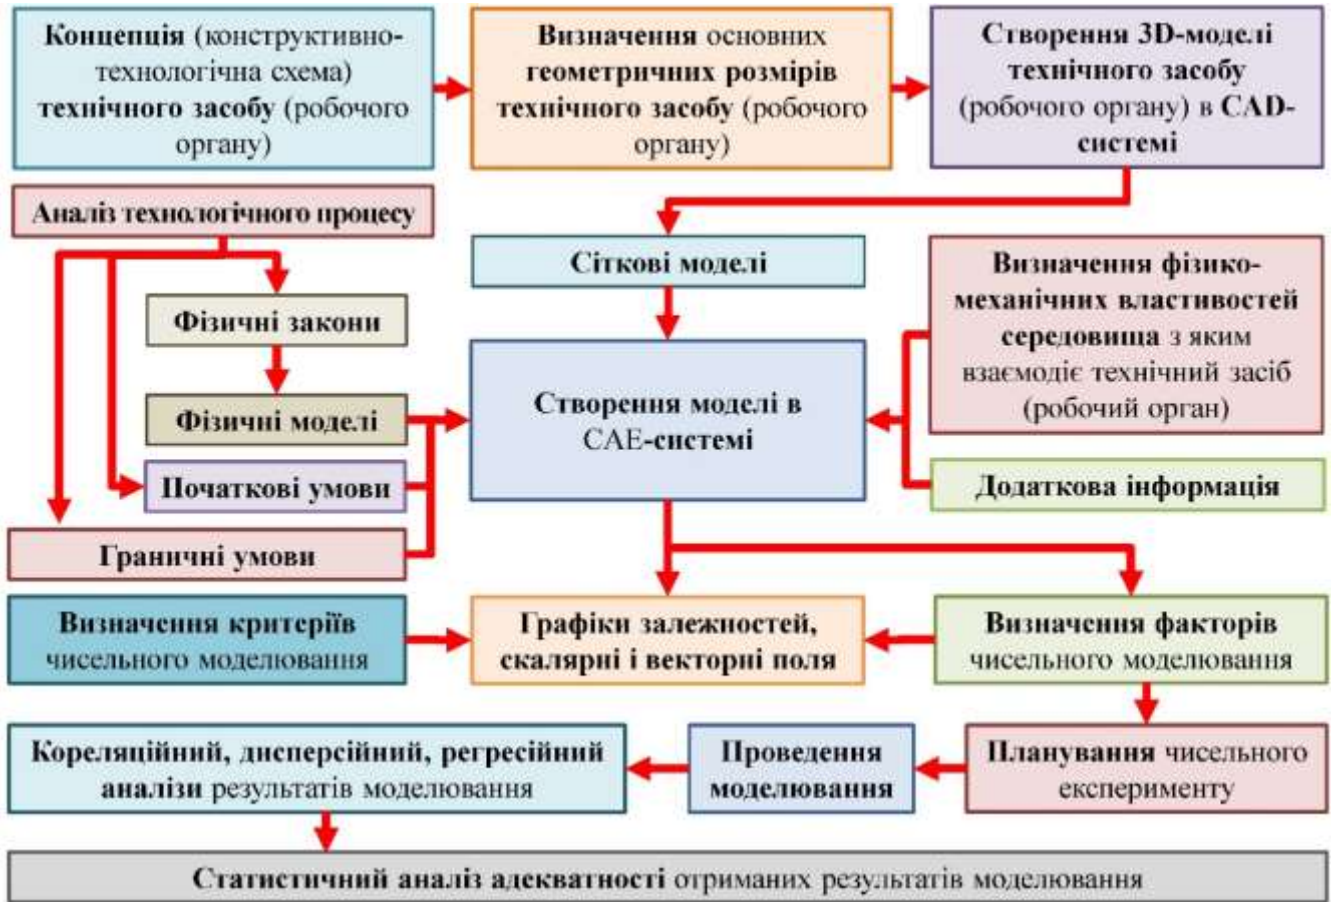 Концепція (конструктивно-
технологічна схема)
технічного засобу (робочого
органу)
Визначення основних
геометричних розмірів
технічного засобу (робочого
органу)
Створення 3D-моделі
технічного засобу
(робочого органу) в CAD-
системі
Аналіз технологічного процесу
Сіткові моделі
Визначення фізико-
механічних властивостей
середовища з яким
взаємодіє технічний засіб
(робочий орган)
Фізичні закони
Фізичні моделі
Створення моделі в
CAE-системі
Початкові умови
Додаткова інформація
Граничні умови
Визначення критеріїв
чисельного моделювання
Графіки залежностей,
скалярні і векторні поля
Визначення факторів
чисельного моделювання
Кореляційний, дисперсійний, регресійний
аналізи результатів моделювання
Проведення
моделювання
Планування чисельного
експерименту
Статистичний аналіз адекватності отриманих результатів моделювання